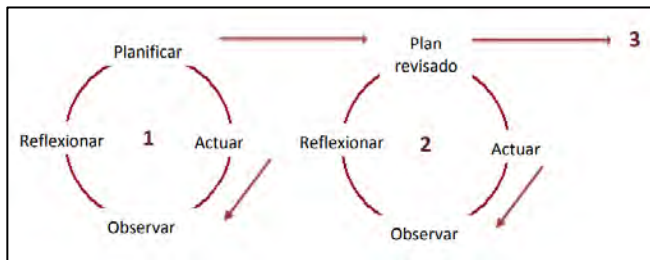 Planificar
Reflexionar
1
Actuar
Observar
Plan
revisado
Reflexionar
2
Actuar
Observar
3